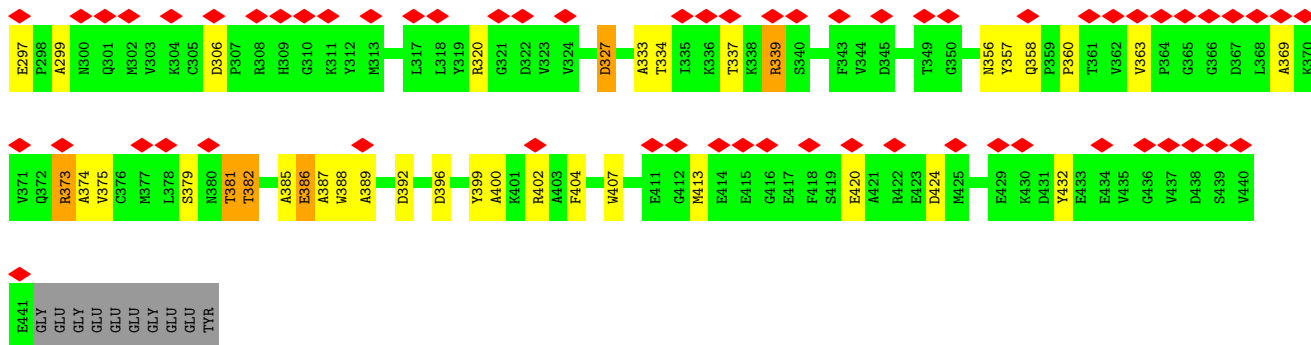 E297 P298 A299 N300 Q301 M302 V303 K304 C305 D306 P307 R308 H309 G310 K311 Y312 M313 L317 L318 Y319 R320 G321 D322 V323 V324 D327 A333 T334 I335 K336 T337 K338 R339 S340 F343 V344 D345 T349 G350 N356 Y357 Q358 P359 P360 T361 V362 V363 P364 G365 G366 D367 L368 A369 K370
V371 Q372 R373 A374 V375 C376 M377 L378 S379 N380 T381 T382 A385 E386 A387 W388 A389 D392 D396 Y399 A400 K401 R402 A403 F404 W407 E411 G412 M413 E414 E415 G416 E417 F418 S419 E420 A421 R422 E423 D424 M425 E429 K430 D431 Y432 E433 E434 V435 G436 V437 D438 S439 V440
E441 GLY GLU GLY GLU GLU GLU GLY GLU GLU TYR